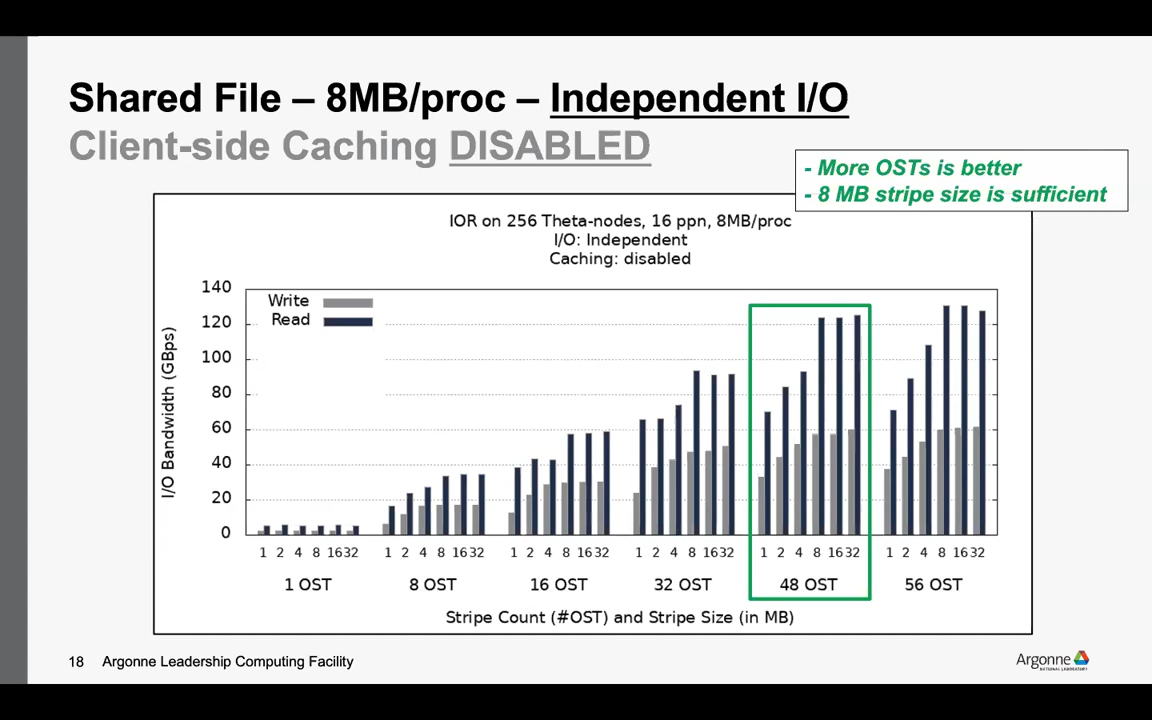 Shared File – 8MB/proc – Independent I/O
Client-side Caching DISABLED
- More OSTs is better
- 8 MB stripe size is sufficient
IOR on 256 Theta-nodes, 16 ppn, 8MB/proc
I/O: Independent
Caching: disabled
I/O Bandwidth (GBps)
140
120
100
80
60
40
20
0
Write
Read
1 2 4 8 16 32 1 2 4 8 16 32 1 2 4 8 16 32 1 2 4 8 16 32 1 2 4 8 16 32 1 2 4 8 16 32
1 OST 8 OST 16 OST 32 OST 48 OST 56 OST
Stripe Count (#OST) and Stripe Size (in MB)
18 Argonne Leadership Computing Facility
Argonne
NATIONAL LABORATORY